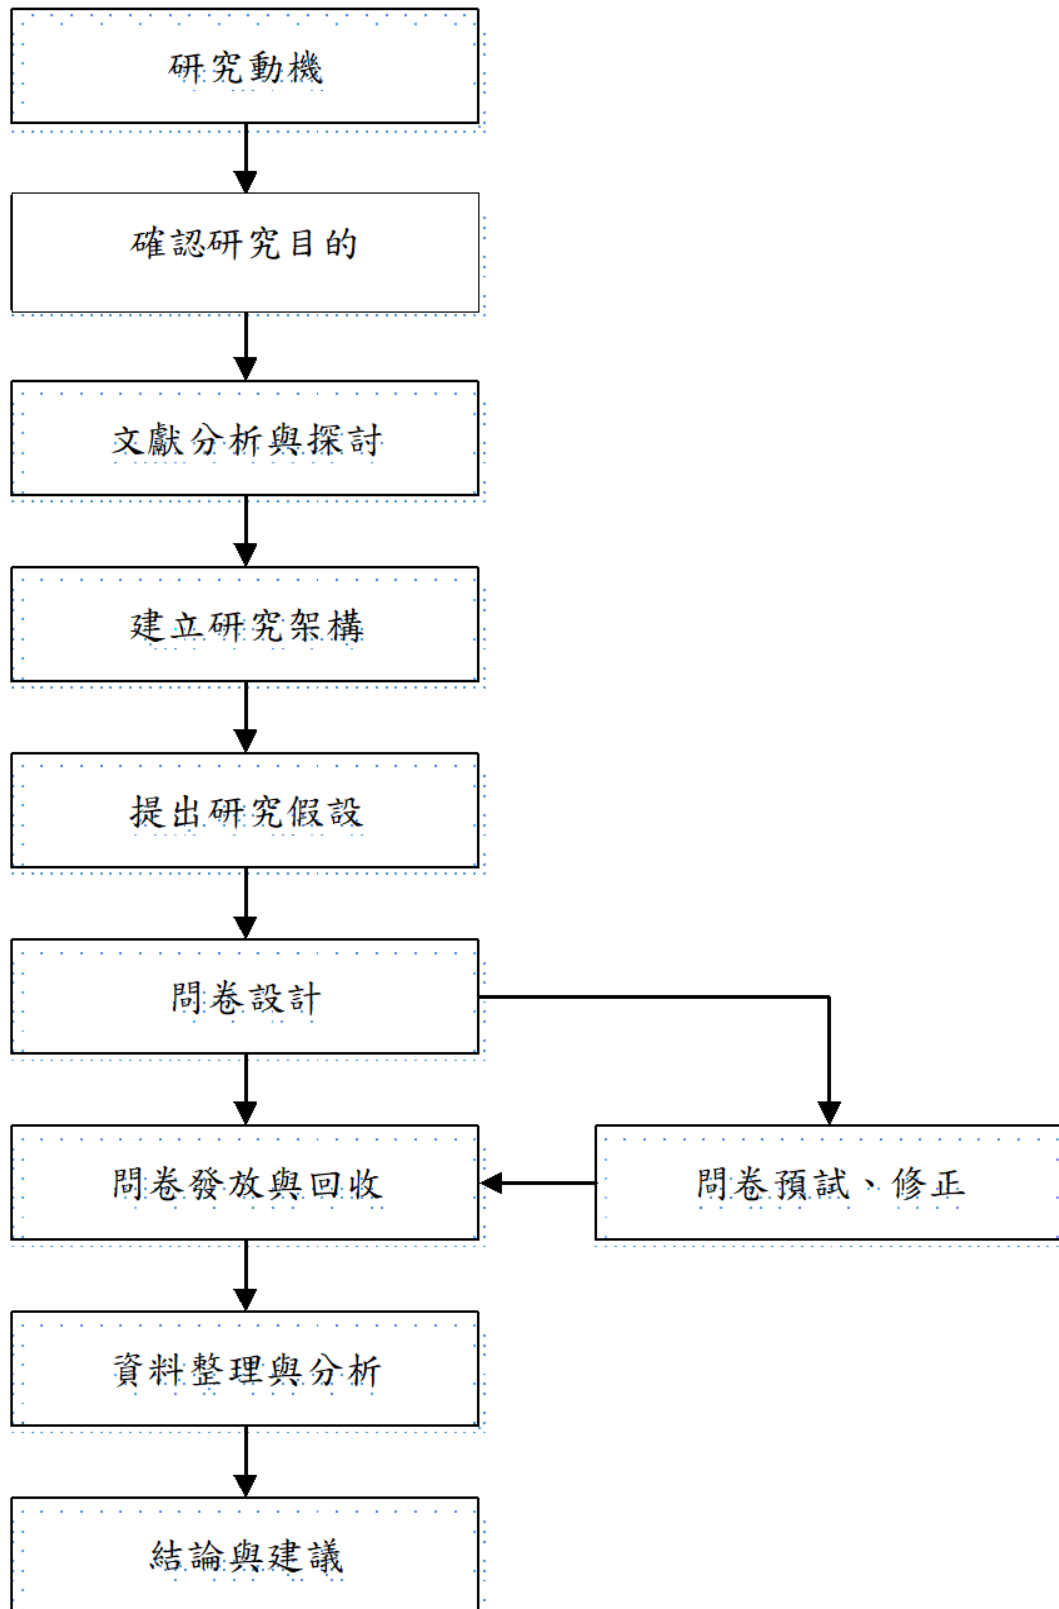 研究動機
確認研究目的
文獻分析與探討
建立研究架構
提出研究假設
問卷設計
問卷發放與回收
問卷預試、修正
資料整理與分析
結論與建議